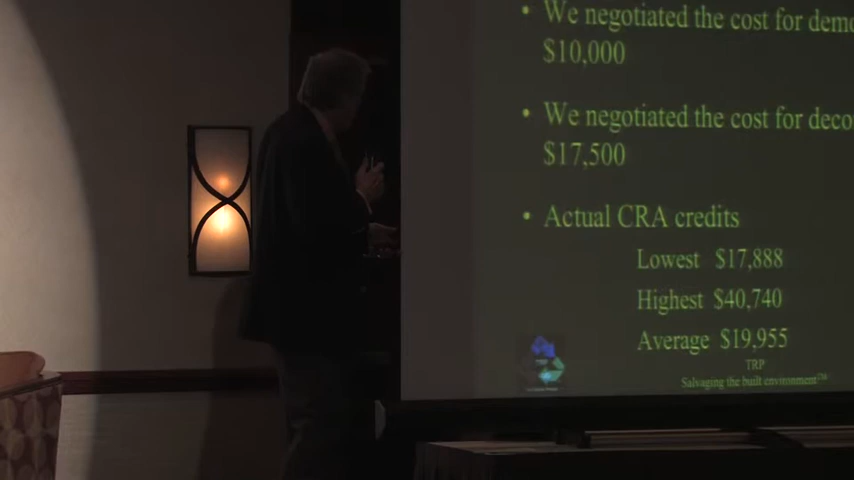 • We negotiated the cost for demo
$10,000
• We negotiated the cost for deco
$17,500
• Actual CRA credits
Lowest $17,888
Highest $40,740
Average $19,955
TRP
Salvaging the built environment™